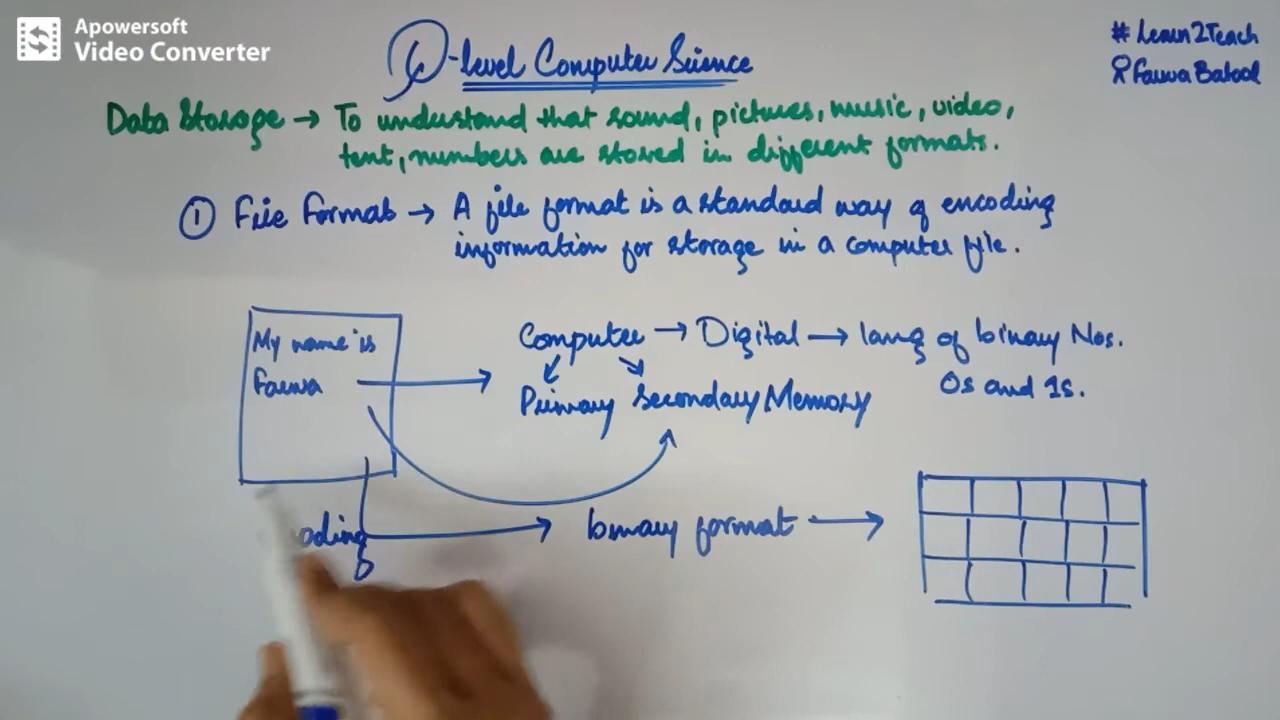 Apowersoft
Video Converter
O-level Computer Science
#Learn2Teach
Farwa Batool
Data Storage → To understand that sound, pictures, music, video,
text, numbers are stored in different formats.
① File Format → A file format is a standard way of encoding
information for storage in a computer file.
My name is
Farwa
Computer → Digital → lang of binary Nos.
0s and 1s.
Primary Secondary Memory
oding → binary format →